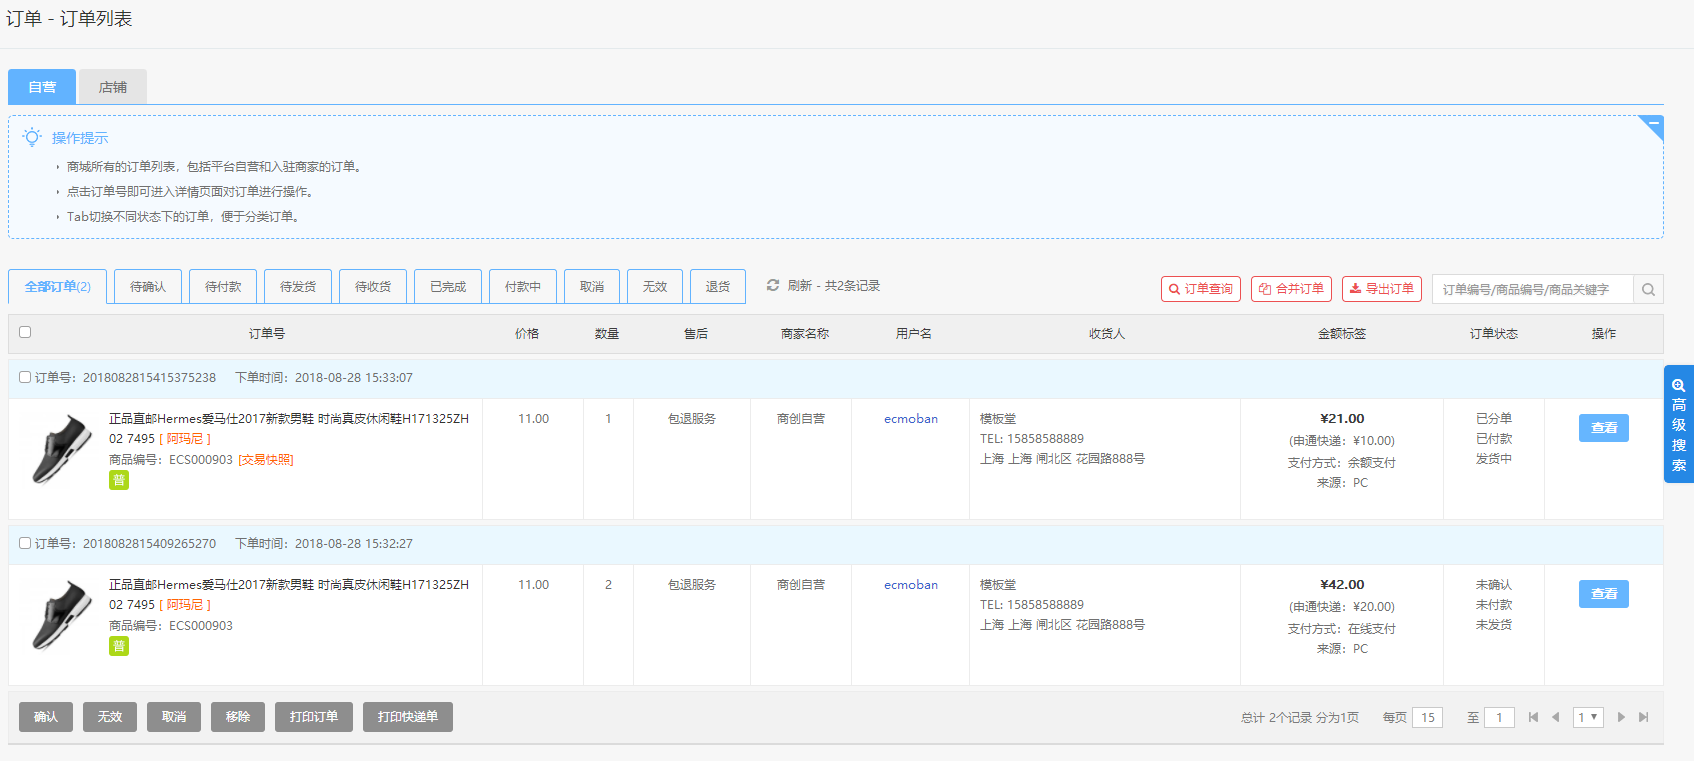 订单 - 订单列表
自营 店铺
操作提示
商城所有的订单列表，包括平台自营和入驻商家的订单。
点击订单号即可进入详情页面对订单进行操作。
Tab切换不同状态下的订单，便于分类订单。
全部订单(2) 待确认 待付款 待发货 待收货 已完成 付款中 取消 无效 退货 刷新 - 共2条记录 订单查询 合并订单 导出订单 订单编号/商品编号/商品关键字
订单号 价格 数量 售后 商家名称 用户名 收货人 金额标签 订单状态 操作
订单号：2018082815415375238 下单时间：2018-08-28 15:33:07
正品直邮Hermes爱马仕2017新款男鞋 时尚真皮休闲鞋H171325ZH 11.00 1 包退服务 商创自营 ecmoban 模板堂 ¥21.00 已分单 查看
02 7495 [ 阿玛尼 ] TEL: 15858588889 (申通快递：¥10.00) 已付款
商品编号：ECS000903 [交易快照] 上海 上海 闸北区 花园路888号 支付方式：余额支付 发货中
普 来源：PC
订单号：2018082815409265270 下单时间：2018-08-28 15:32:27
正品直邮Hermes爱马仕2017新款男鞋 时尚真皮休闲鞋H171325ZH 11.00 2 包退服务 商创自营 ecmoban 模板堂 ¥42.00 未确认 查看
02 7495 [ 阿玛尼 ] TEL: 15858588889 (申通快递：¥20.00) 未付款
商品编号：ECS000903 上海 上海 闸北区 花园路888号 支付方式：在线支付 未发货
普 来源：PC
确认 无效 取消 移除 打印订单 打印快递单 总计 2个记录 分为1页 每页 15 至 1 1
高
级
搜
索